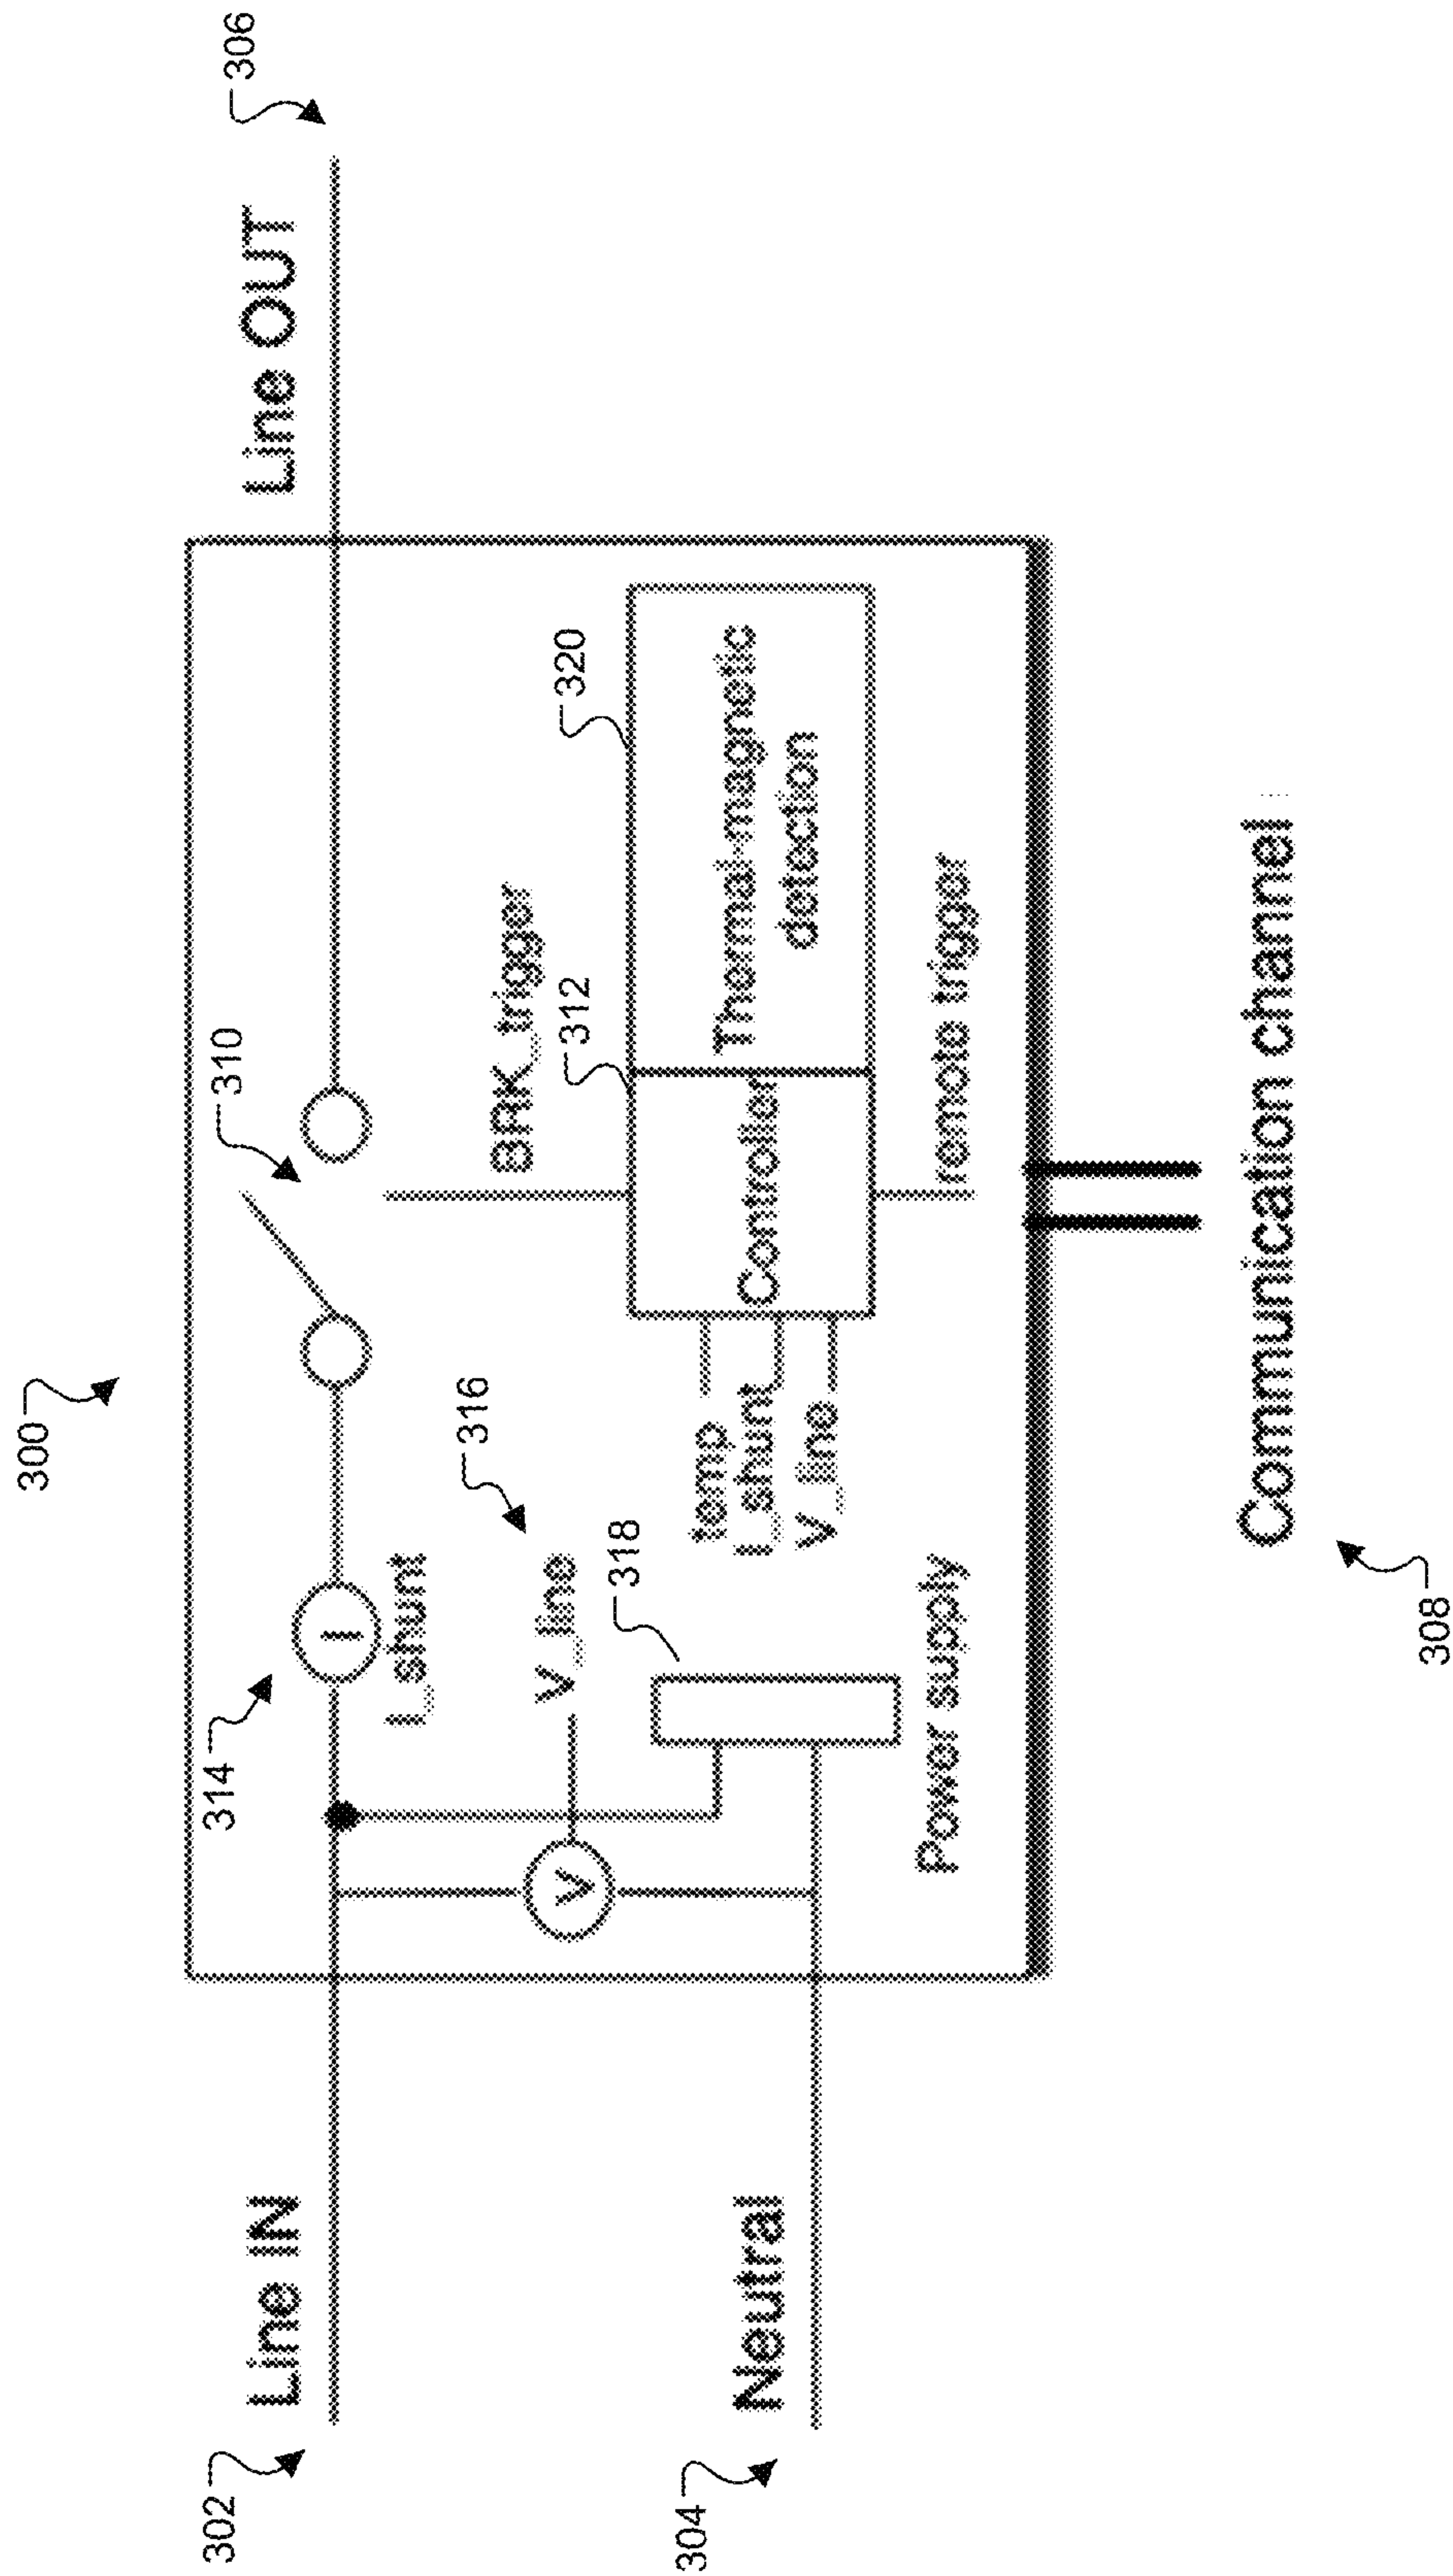 300
302
Line IN
314
I
I_shunt
310
Line OUT
306
316
V_line
V
BRK_trigger
304
Neutral
318
temp
I_shunt
V_line
312
Controller
320
Thermal-magnetic
detection
Power supply
remote trigger
308
Communication channel